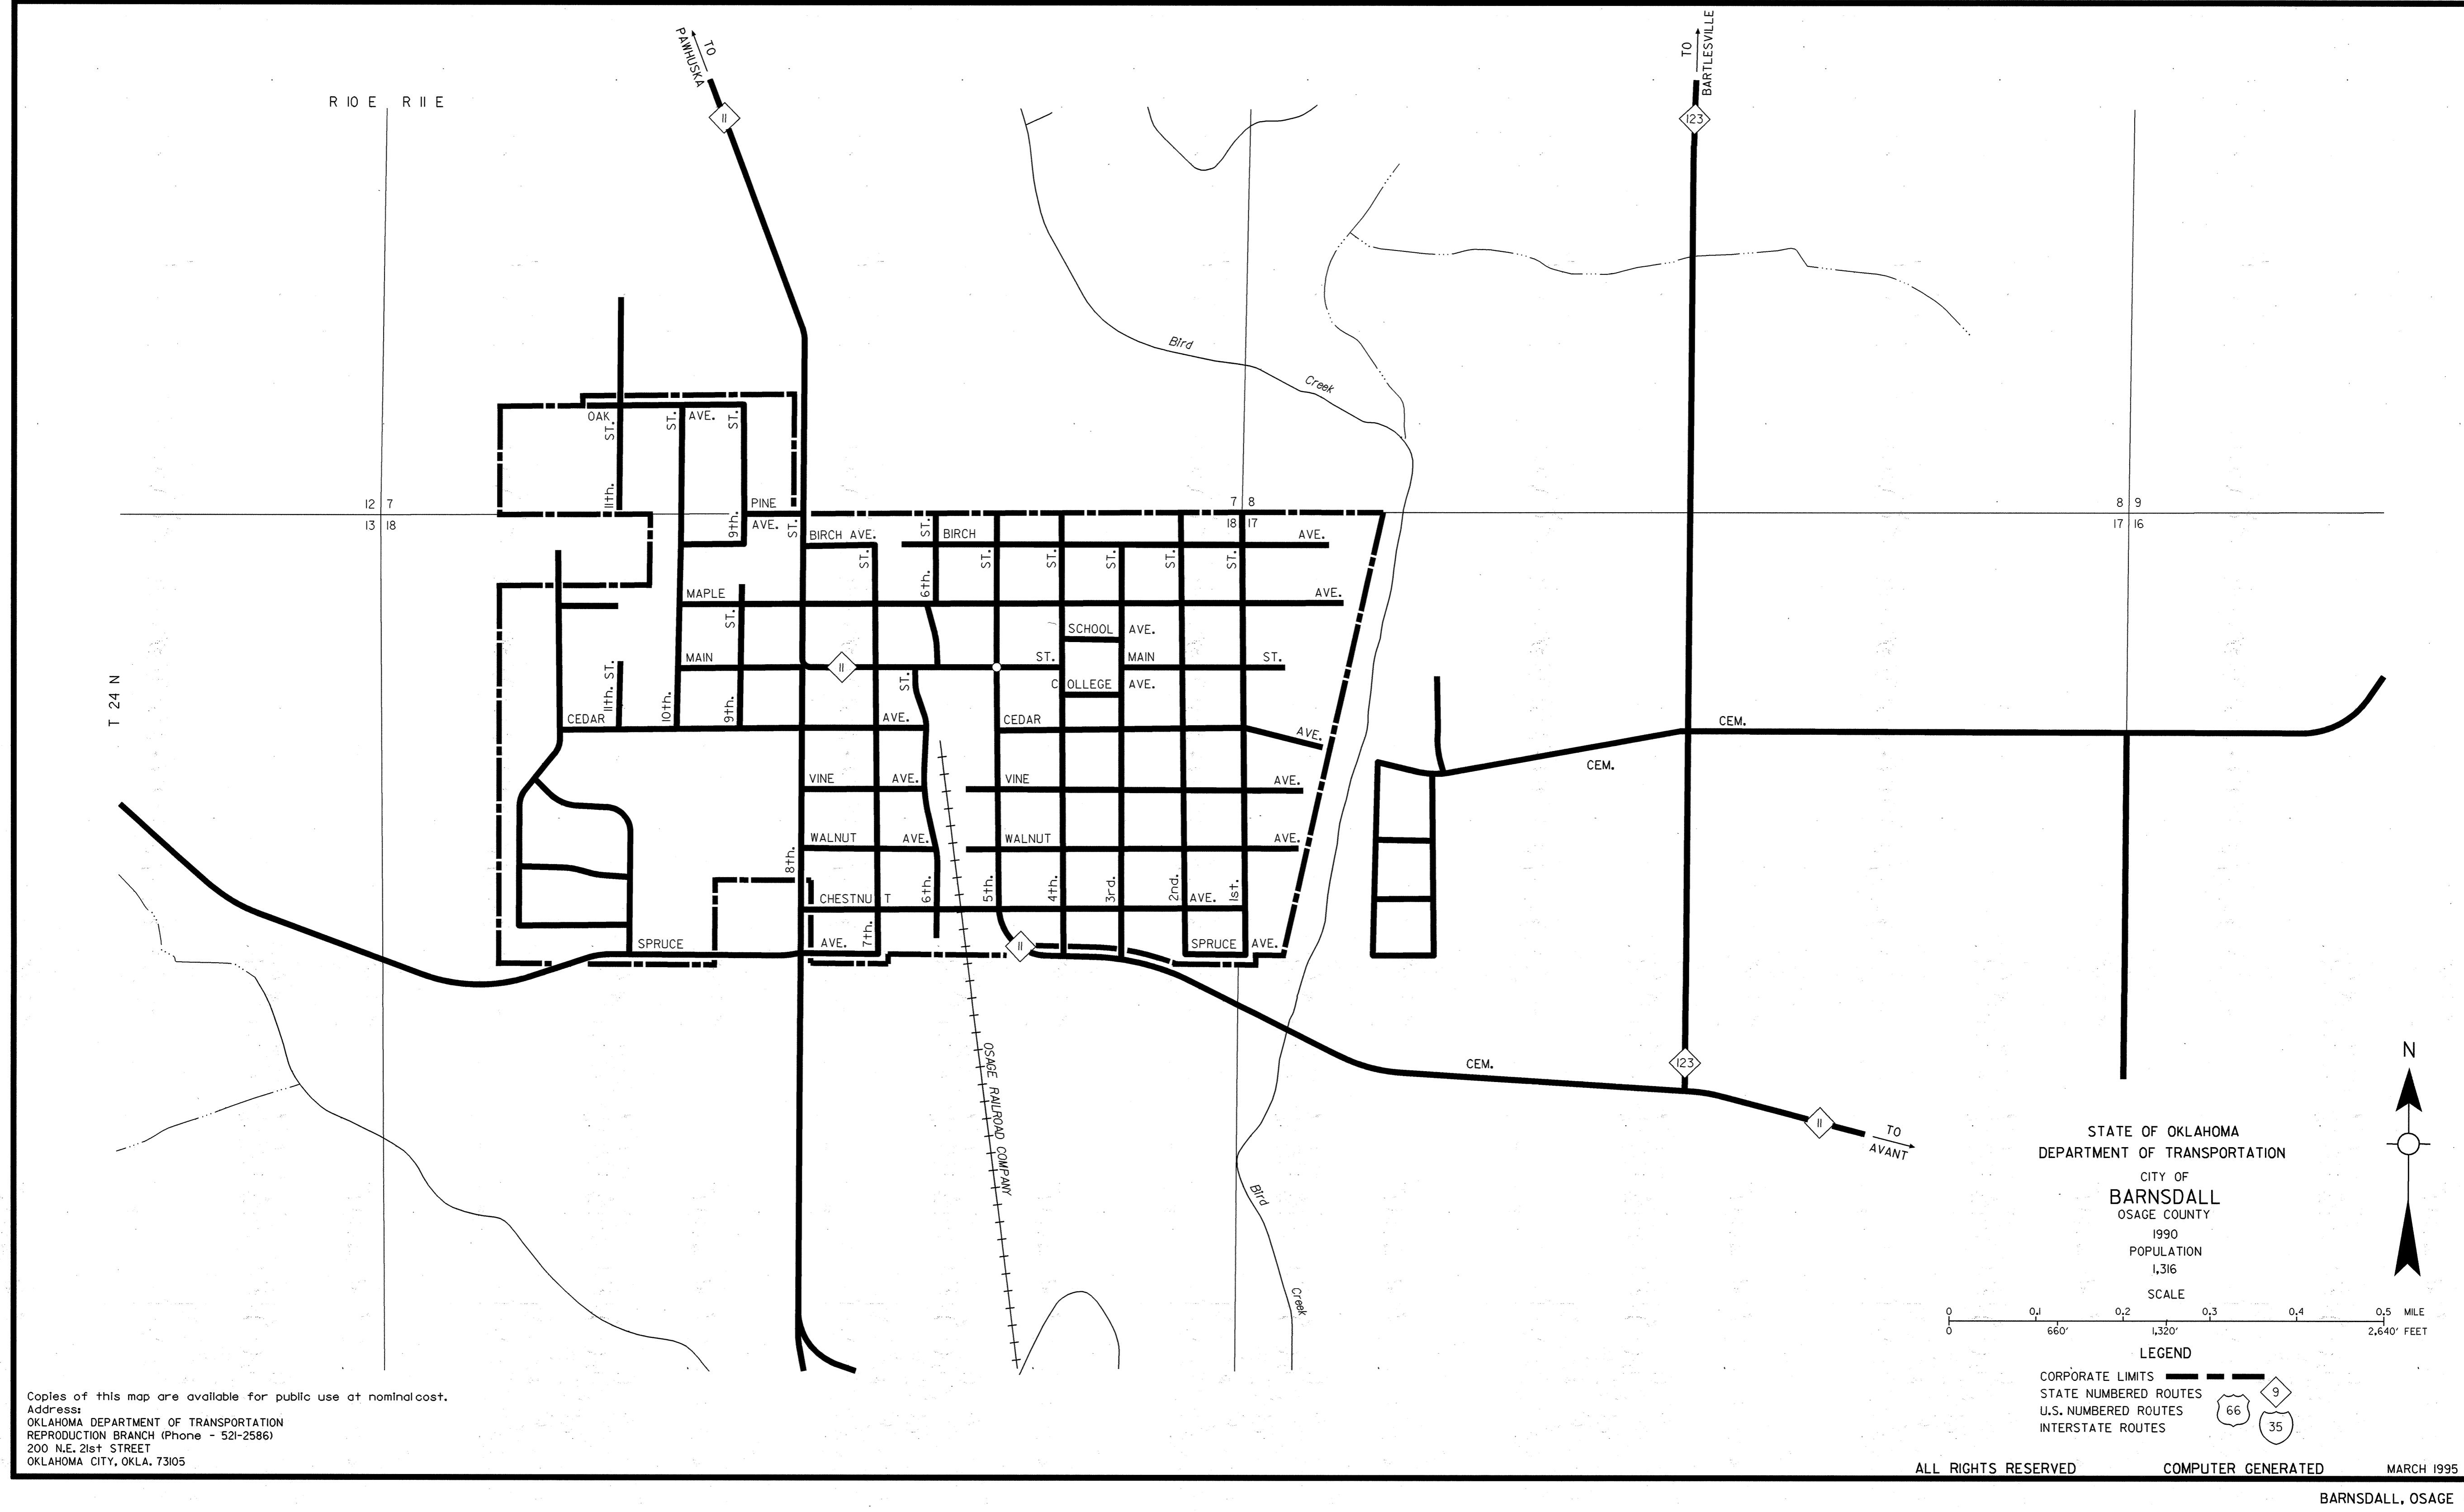 TO
PAWHUSKA
11
TO
BARTLESVILLE
123
R 10 E R 11 E
Bird
Creek
OAK AVE.
11th. ST.
ST.
9th. ST.
12 7
13 18
7 8
18 17
8 9
17 16
PINE
AVE.
ST.
BIRCH AVE.
ST.
6th. ST.
BIRCH AVE.
ST.
ST.
ST.
ST.
ST.
MAPLE AVE.
ST.
SCHOOL AVE.
MAIN
11
ST.
MAIN ST.
COLLEGE AVE.
T 24 N
11th. ST.
10th.
9th.
ST.
CEDAR AVE.
CEDAR AVE.
CEM.
CEM.
VINE AVE.
VINE AVE.
WALNUT AVE.
WALNUT AVE.
8th.
6th.
5th.
4th.
3rd.
2nd.
1st.
CHESTNUT AVE.
7th.
SPRUCE AVE.
11
SPRUCE AVE.
OSAGE RAILROAD COMPANY
CEM.
123
11
TO
AVANT
Bird
Creek
N
STATE OF OKLAHOMA
DEPARTMENT OF TRANSPORTATION
CITY OF
BARNSDALL
OSAGE COUNTY
1990
POPULATION
1,316
SCALE
0 0.1 0.2 0.3 0.4 0.5 MILE
0 660' 1,320' 2,640' FEET
LEGEND
CORPORATE LIMITS
STATE NUMBERED ROUTES 9
U.S. NUMBERED ROUTES 66
INTERSTATE ROUTES 35
Copies of this map are available for public use at nominal cost.
Address:
OKLAHOMA DEPARTMENT OF TRANSPORTATION
REPRODUCTION BRANCH (Phone - 521-2586)
200 N.E. 21st STREET
OKLAHOMA CITY, OKLA. 73105
ALL RIGHTS RESERVED COMPUTER GENERATED MARCH 1995
BARNSDALL, OSAGE